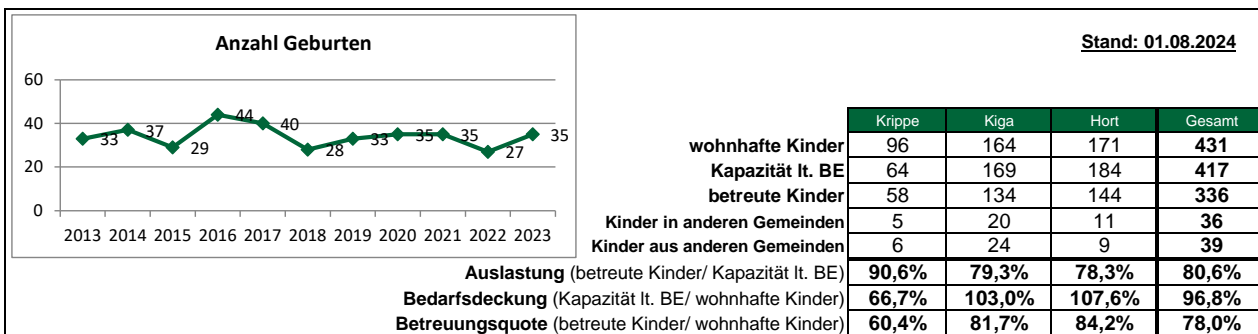 Anzahl Geburten
Stand: 01.08.2024
60
40
20
0
33 37 29 44 40 28 33 35 35 27 35
2013 2014 2015 2016 2017 2018 2019 2020 2021 2022 2023
Krippe Kiga Hort Gesamt
wohnhafte Kinder 96 164 171 431
Kapazität lt. BE 64 169 184 417
betreute Kinder 58 134 144 336
Kinder in anderen Gemeinden 5 20 11 36
Kinder aus anderen Gemeinden 6 24 9 39
Auslastung (betreute Kinder/ Kapazität lt. BE) 90,6% 79,3% 78,3% 80,6%
Bedarfsdeckung (Kapazität lt. BE/ wohnhafte Kinder) 66,7% 103,0% 107,6% 96,8%
Betreuungsquote (betreute Kinder/ wohnhafte Kinder) 60,4% 81,7% 84,2% 78,0%